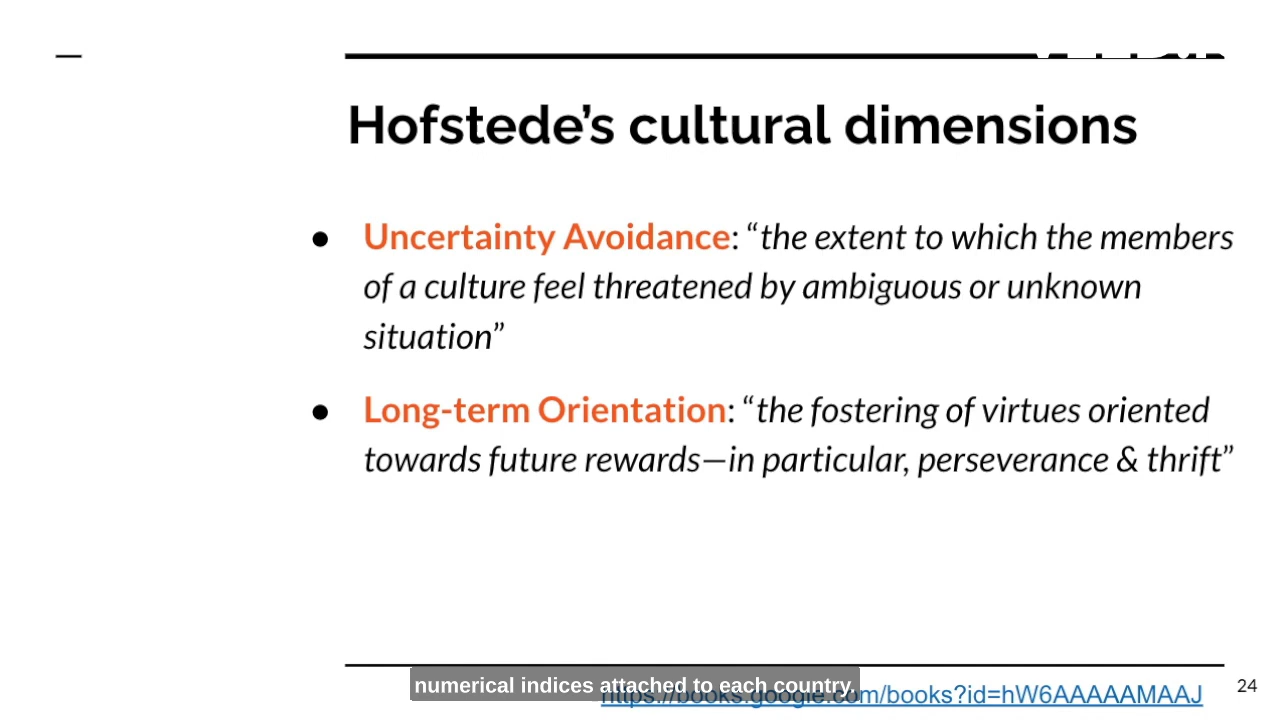 Hofstede’s cultural dimensions
● Uncertainty Avoidance: “the extent to which the members
of a culture feel threatened by ambiguous or unknown
situation”
● Long-term Orientation: “the fostering of virtues oriented
towards future rewards—in particular, perseverance & thrift”
numerical indices attached to each country,
https://books.google.com/books?id=hW6AAAAAMAAJ
24